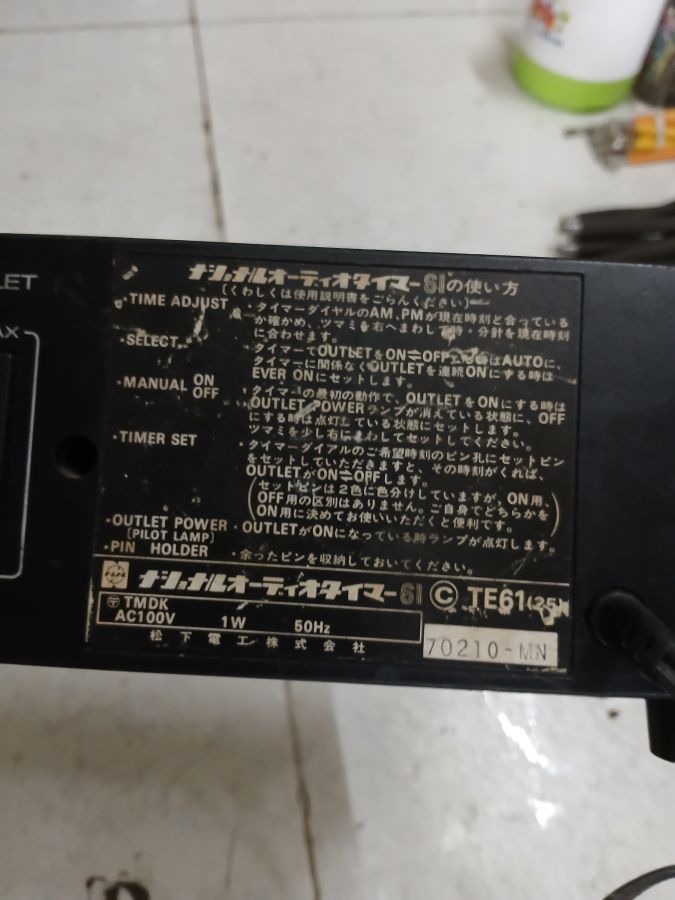 LET
AX
ナショナルオーディオタイマー61の使い方
(くわしくは使用説明書をごらんください)
・TIME ADJUST
・タイマーダイヤルのAM、PMが現在時刻と合っている
か確かめ、ツマミを右へまわして時・分計を現在時刻
に合わせます。
・SELECT
・タイマーでOUTLETをON⇌OFFする時はAUTOに、
タイマーに関係なくOUTLETを連続ONにする時は
EVER ONにセットします。
・MANUAL ON
OFF
・タイマーの最初の動作で、OUTLETをONにする時は
OUTLET POWERランプが消えている状態に、OFF
にする時は点灯している状態にセットします。
ツマミを少し右にまわしてセットしてください。
・TIMER SET
・タイマーダイアルのご希望時刻のピン孔にセットピン
をセットしていただきますと、その時刻がくれば、
OUTLETがON⇌OFFします。
(セットピンは2色に色分けしていますが、ON用、
OFF用の区別はありません。ご自身でどちらかを
ON用に決めてお使いいただくと便利です。)
・OUTLET POWER
(PILOT LAMP)
・OUTLETがONになっている時ランプが点灯します。
・PIN HOLDER
・余ったピンを収納しておいてください。
ナショナルオーディオタイマー61 Ⓒ TE61(25)
〒 TMDK
AC100V 1W 50Hz
松下電工株式会社
70210-MN